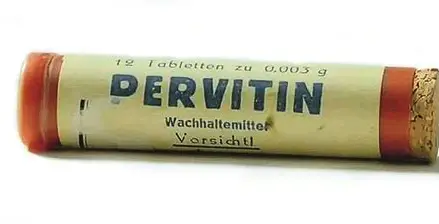 12 Tabletten zu 0.003 g
PERVITIN
Wachhaltemittel
Vorsicht!